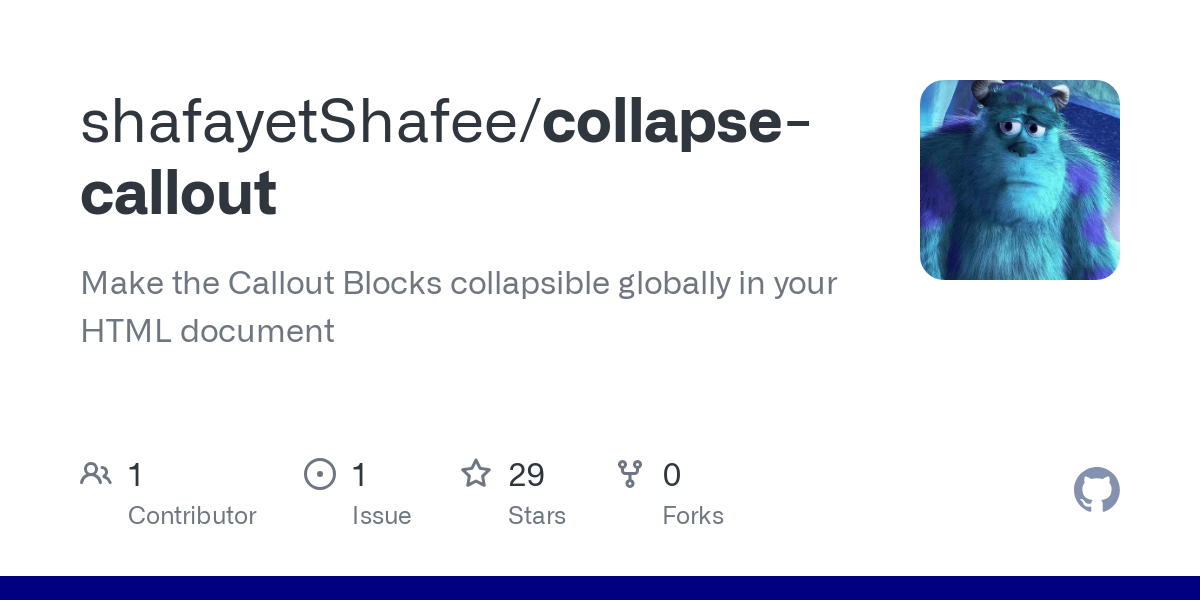 shafayetShafee/collapse-
callout
Make the Callout Blocks collapsible globally in your
HTML document
1
Contributor
1
Issue
29
Stars
0
Forks